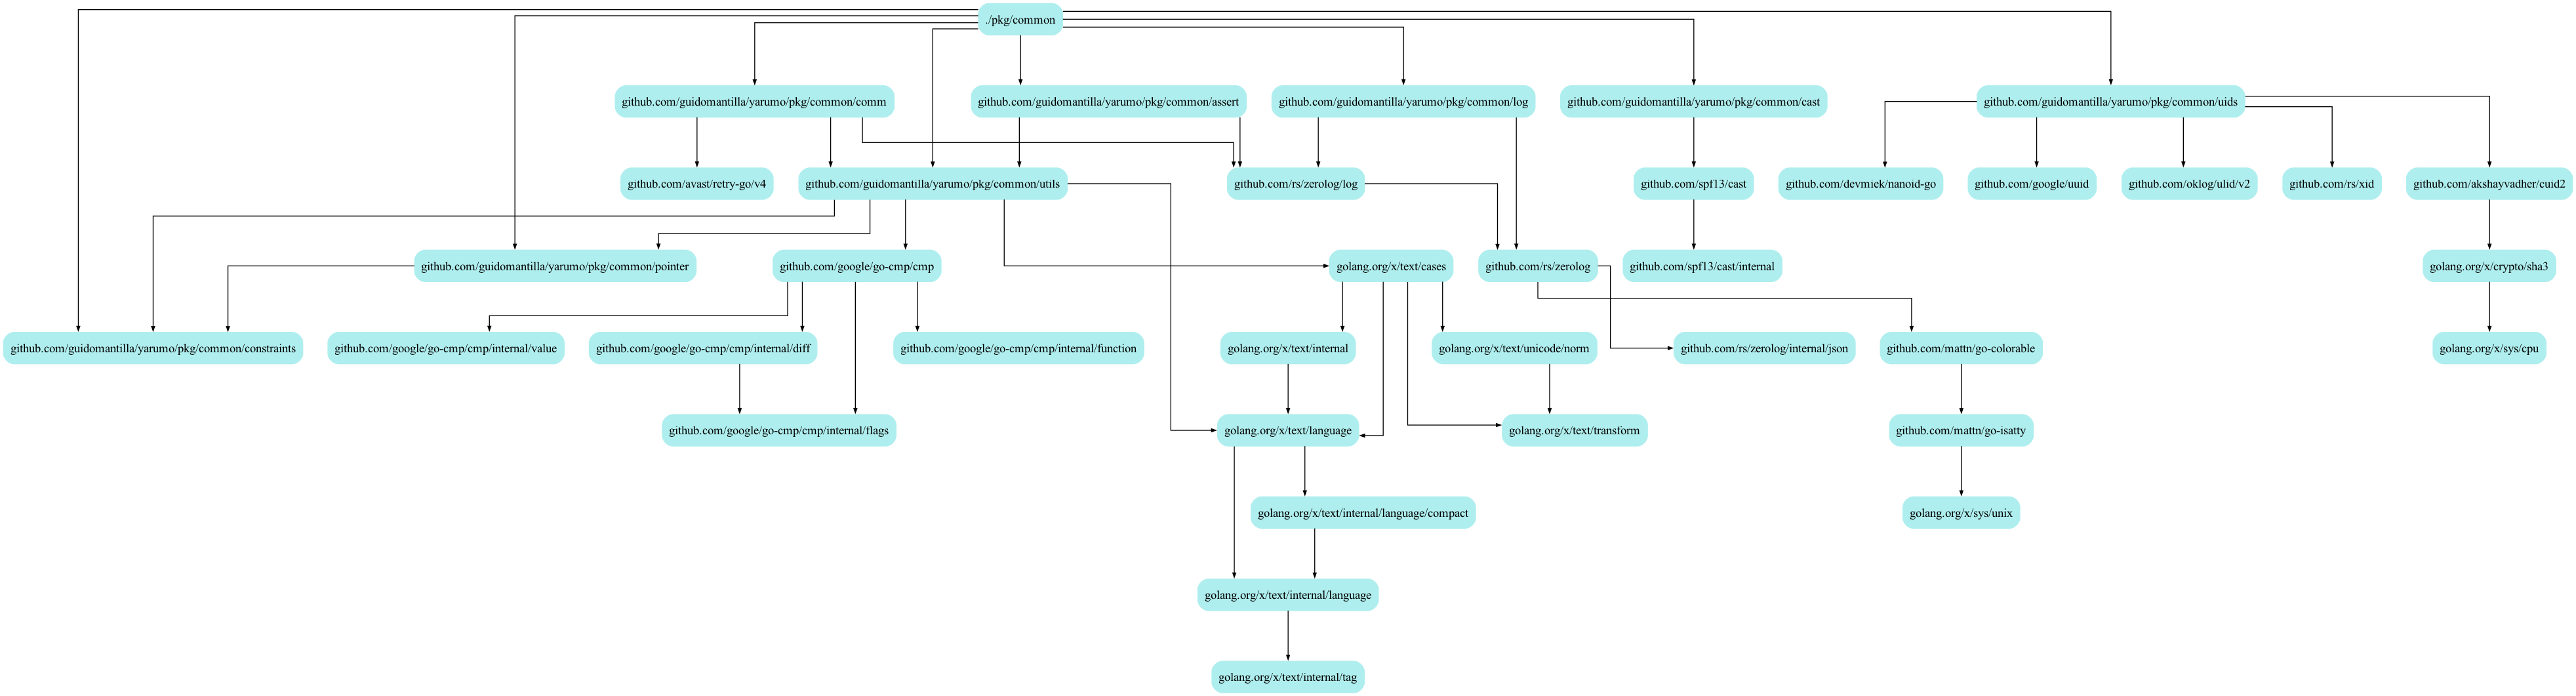 ./pkg/common
github.com/guidomantilla/yarumo/pkg/common/comm
github.com/guidomantilla/yarumo/pkg/common/assert
github.com/guidomantilla/yarumo/pkg/common/log
github.com/guidomantilla/yarumo/pkg/common/cast
github.com/guidomantilla/yarumo/pkg/common/uids
github.com/avast/retry-go/v4
github.com/guidomantilla/yarumo/pkg/common/utils
github.com/rs/zerolog/log
github.com/spf13/cast
github.com/devmiek/nanoid-go
github.com/google/uuid
github.com/oklog/ulid/v2
github.com/rs/xid
github.com/akshayvadher/cuid2
github.com/guidomantilla/yarumo/pkg/common/pointer
github.com/google/go-cmp/cmp
golang.org/x/text/cases
github.com/rs/zerolog
github.com/spf13/cast/internal
golang.org/x/crypto/sha3
github.com/guidomantilla/yarumo/pkg/common/constraints
github.com/google/go-cmp/cmp/internal/value
github.com/google/go-cmp/cmp/internal/diff
github.com/google/go-cmp/cmp/internal/function
golang.org/x/text/internal
golang.org/x/text/unicode/norm
github.com/rs/zerolog/internal/json
github.com/mattn/go-colorable
golang.org/x/sys/cpu
github.com/google/go-cmp/cmp/internal/flags
golang.org/x/text/language
golang.org/x/text/transform
github.com/mattn/go-isatty
golang.org/x/text/internal/language/compact
golang.org/x/sys/unix
golang.org/x/text/internal/language
golang.org/x/text/internal/tag